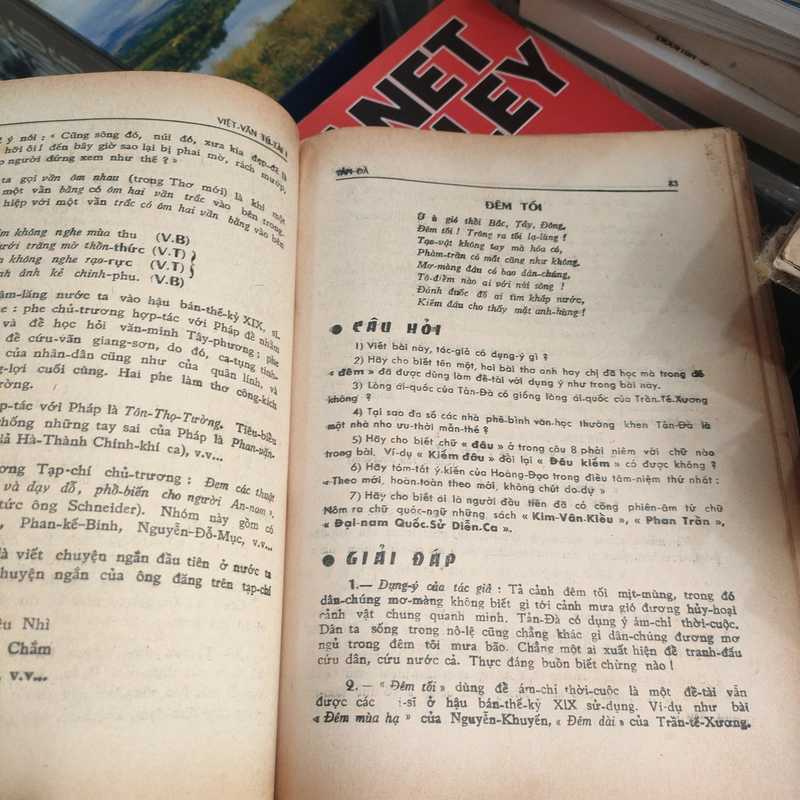 NET
LEY
VIỆT-VĂN TÚ-TÀI I
ý nói : « Cũng sông đó, núi đó, xưa kia đẹp-đẽ là
hỡi ôi ! đến bây giờ sao lại bị phai mờ, rách mướp,
người đứng xem như thế ? »
ta gọi vần ôm nhau (trong Thơ mới) là khi một
một vần bằng có ôm hai vần trắc vào bên trong.
hiệp với một vần trắc có ôm hai vần bằng vào bên
không nghe mùa thu (V.B)
dưới trăng mờ thồn-thức (V.T)
không nghe rạo-rực (V.T)
hình ảnh kẻ chinh-phu. (V.B)
xâm-lăng nước ta vào hậu bán-thế-kỷ XIX, sĩ-
phe chủ-trương hợp-tác với Pháp để nhằm
và để học hỏi văn-minh Tây-phương ; phe
để cứu-vãn giang-sơn, do đó, ca-tụng tinh-
của nhân-dân cũng như của quân lính, và
lợi cuối cùng. Hai phe làm thơ công-kích
hợp-tác với Pháp là Tôn-Thọ-Tường. Tiêu-biểu
chống những tay sai của Pháp là Phan-văn-
giả Hà-Thành Chính-khí ca), v.v...
Tạp-chí chủ-trương : Đem các thuật
và dạy dỗ, phổ-biến cho người An-nam ».
tức ông Schneider). Nhóm này gồm có
Phan-kế-Bính, Nguyễn-Đỗ-Mục, v.v...
là viết chuyện ngắn đầu tiên ở nước ta
chuyện ngắn của ông đăng trên tạp-chí
Nhì
Chắm
v.v...
TẢN-ĐÀ 83
ĐÊM TỐI
Ừ ù gió thổi Bắc, Tây, Đông,
Đêm tối ! Trông ra tối lạ-lùng !
Tạo-vật không tay mà hóa có,
Phàm-trần có mắt cũng như không.
Mơ-màng đâu có bao dân-chúng,
Tô-điểm nào ai với núi sông !
Đánh đuốc đố ai tìm khắp nước,
Kiếm đâu cho thấy mặt anh-hùng !
● CÂU HỎI
1) Viết bài này, tác-giả có dụng-ý gì ?
2) Hãy cho biết tên một, hai bài thơ anh hay chị đã học mà trong đó
« đêm » đã được dùng làm đề-tài với dụng ý như trong bài này.
3) Lòng ái-quốc của Tản-Đà có giống lòng ái-quốc của Trần-Tế-Xương
không ?
4) Tại sao đa số các nhà phê-bình văn-học thường khen Tản-Đà là
một nhà nho ưu-thời mẫn-thế ?
5) Hãy cho biết chữ « đâu » ở trong câu 8 phải niêm với chữ nào
trong bài. Ví-dụ « Kiếm đâu » đổi lại « Đâu kiếm » có được không ?
6) Hãy tóm-tắt ý-kiến của Hoàng-Đạo trong điều tâm-niệm thứ nhất :
« Theo mới, hoàn-toàn theo mới, không chút do-dự »
7) Hãy cho biết ai là người đầu tiên đã có công phiên-âm từ chữ
Nôm ra chữ quốc-ngữ những sách « Kim-Vân-Kiều », « Phan Trần »,
« Đại-nam Quốc-Sử Diễn-Ca ».
● GIẢI ĐÁP
1.— Dụng-ý của tác giả : Tả cảnh đêm tối mịt-mùng, trong đó
dân-chúng mơ-màng không biết gì tới cảnh mưa gió đương hủy-hoại
cảnh vật chung quanh mình. Tản-Đà có dụng ý ám-chỉ thời-cuộc.
Dân ta sống trong nô-lệ cũng chẳng khác gì dân-chúng đương mơ
ngủ trong đêm tối mưa bão. Chẳng một ai xuất hiện để tranh-đấu
cứu dân, cứu nước cả. Thực đáng buồn biết chừng nào !
2.— « Đêm tối » dùng để ám-chỉ thời-cuộc là một đề-tài vẫn
được các i-sĩ ở hậu bán-thế-kỷ XIX sử-dụng. Ví-dụ như bài
« Đêm mùa hạ » của Nguyễn-Khuyến, « Đêm dài » của Trần-tế-Xương,